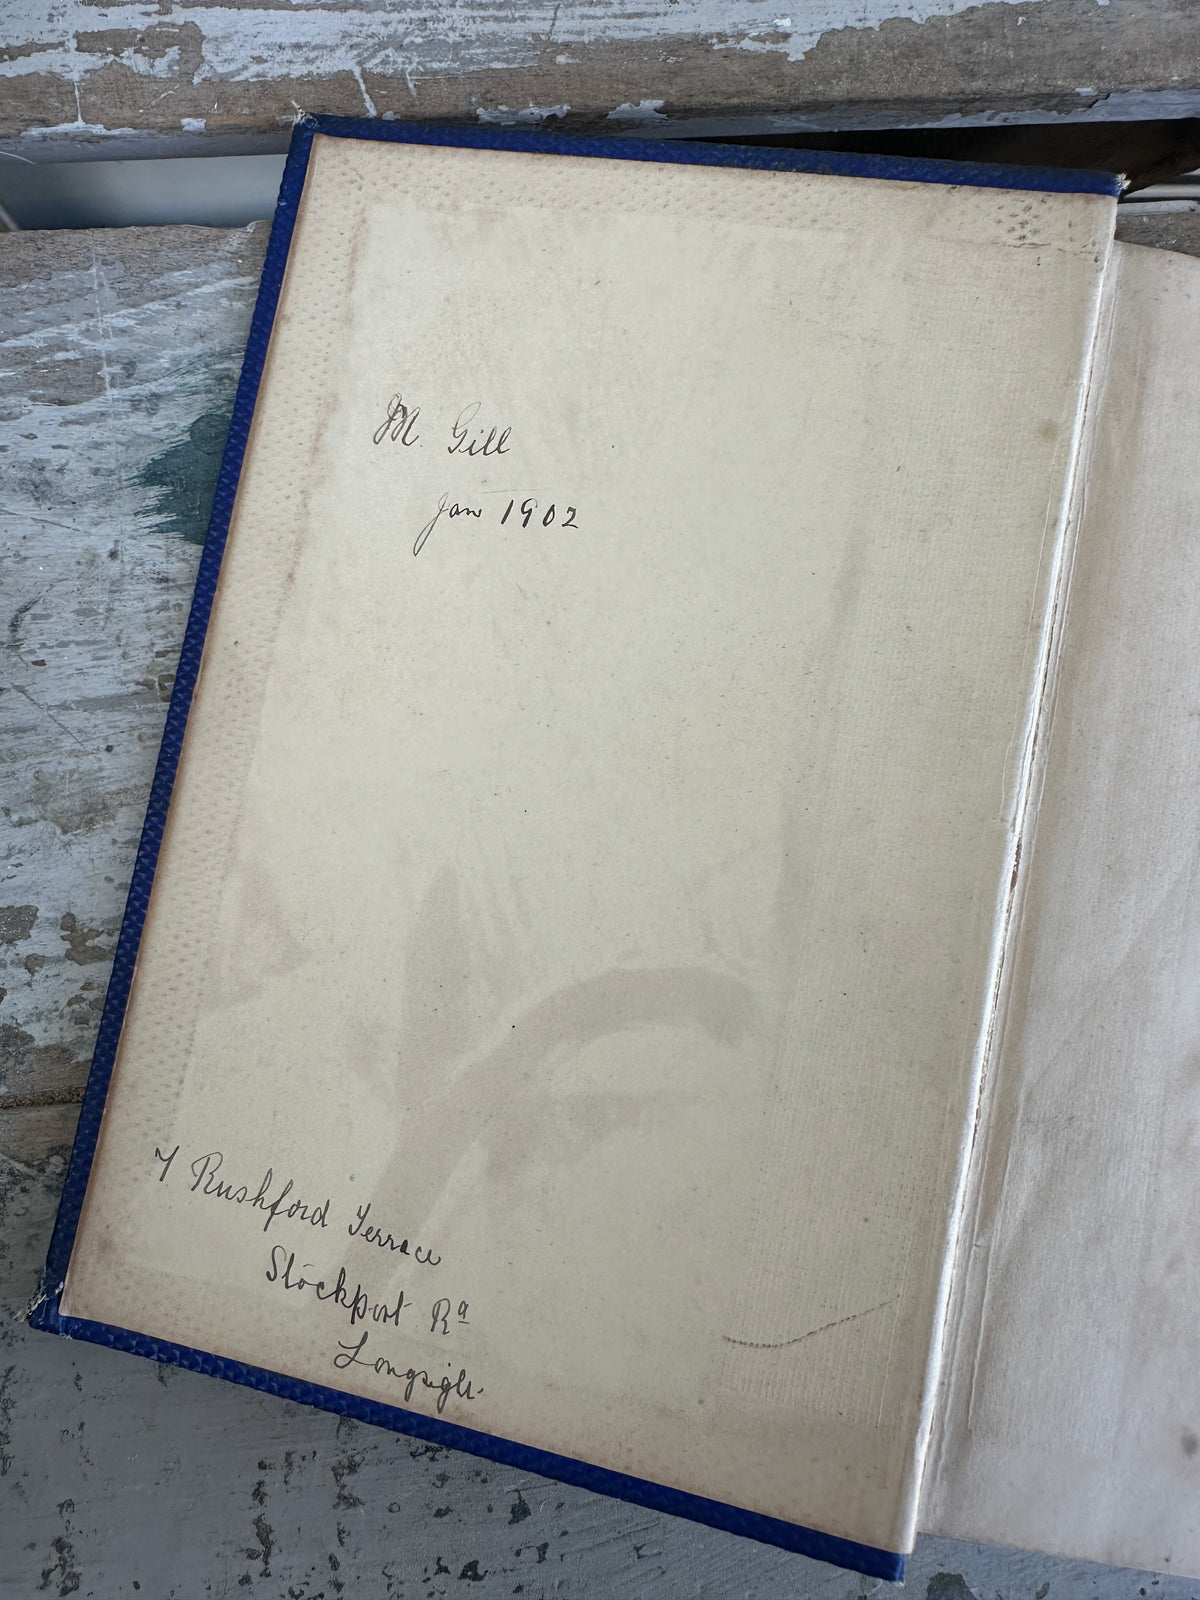 M. Gill
Jan 1902
7 Rushford Terrace
Stockport Rd
Longsight